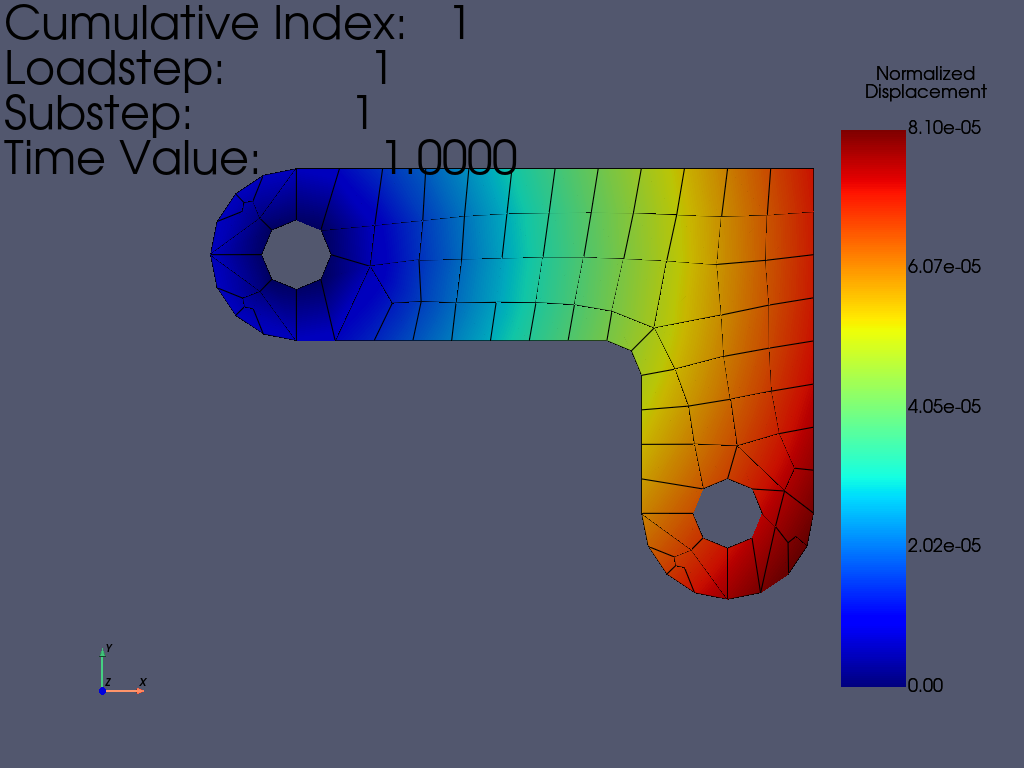 Cumulative Index: 1
Loadstep: 1
Substep: 1
Time Value: 1.0000
Normalized
Displacement
8.10e-05
6.07e-05
4.05e-05
2.02e-05
0.00
Y
Z X